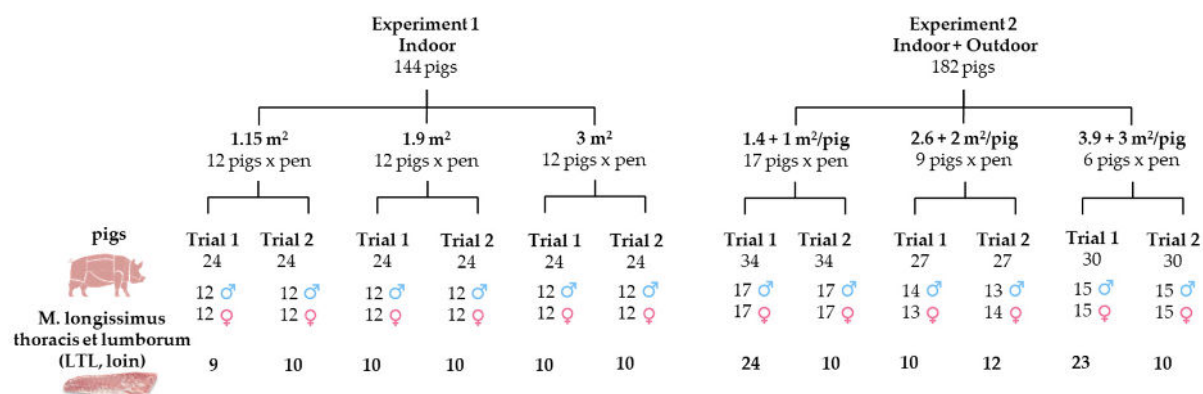 Experiment 1
Indoor
144 pigs
Experiment 2
Indoor + Outdoor
182 pigs
1.15 m² 1.9 m² 3 m² 1.4 + 1 m²/pig 2.6 + 2 m²/pig 3.9 + 3 m²/pig
12 pigs x pen 12 pigs x pen 12 pigs x pen 17 pigs x pen 9 pigs x pen 6 pigs x pen
pigs Trial 1 Trial 2 Trial 1 Trial 2 Trial 1 Trial 2 Trial 1 Trial 2 Trial 1 Trial 2 Trial 1 Trial 2
24 24 24 24 24 24 34 34 27 27 30 30
12 ♂ 12 ♂ 12 ♂ 12 ♂ 12 ♂ 12 ♂ 17 ♂ 17 ♂ 14 ♂ 13 ♂ 15 ♂ 15 ♂
12 ♀ 12 ♀ 12 ♀ 12 ♀ 12 ♀ 12 ♀ 17 ♀ 17 ♀ 13 ♀ 14 ♀ 15 ♀ 15 ♀
M. longissimus
thoracis et lumborum
(LTL, loin) 9 10 10 10 10 10 24 10 10 12 23 10